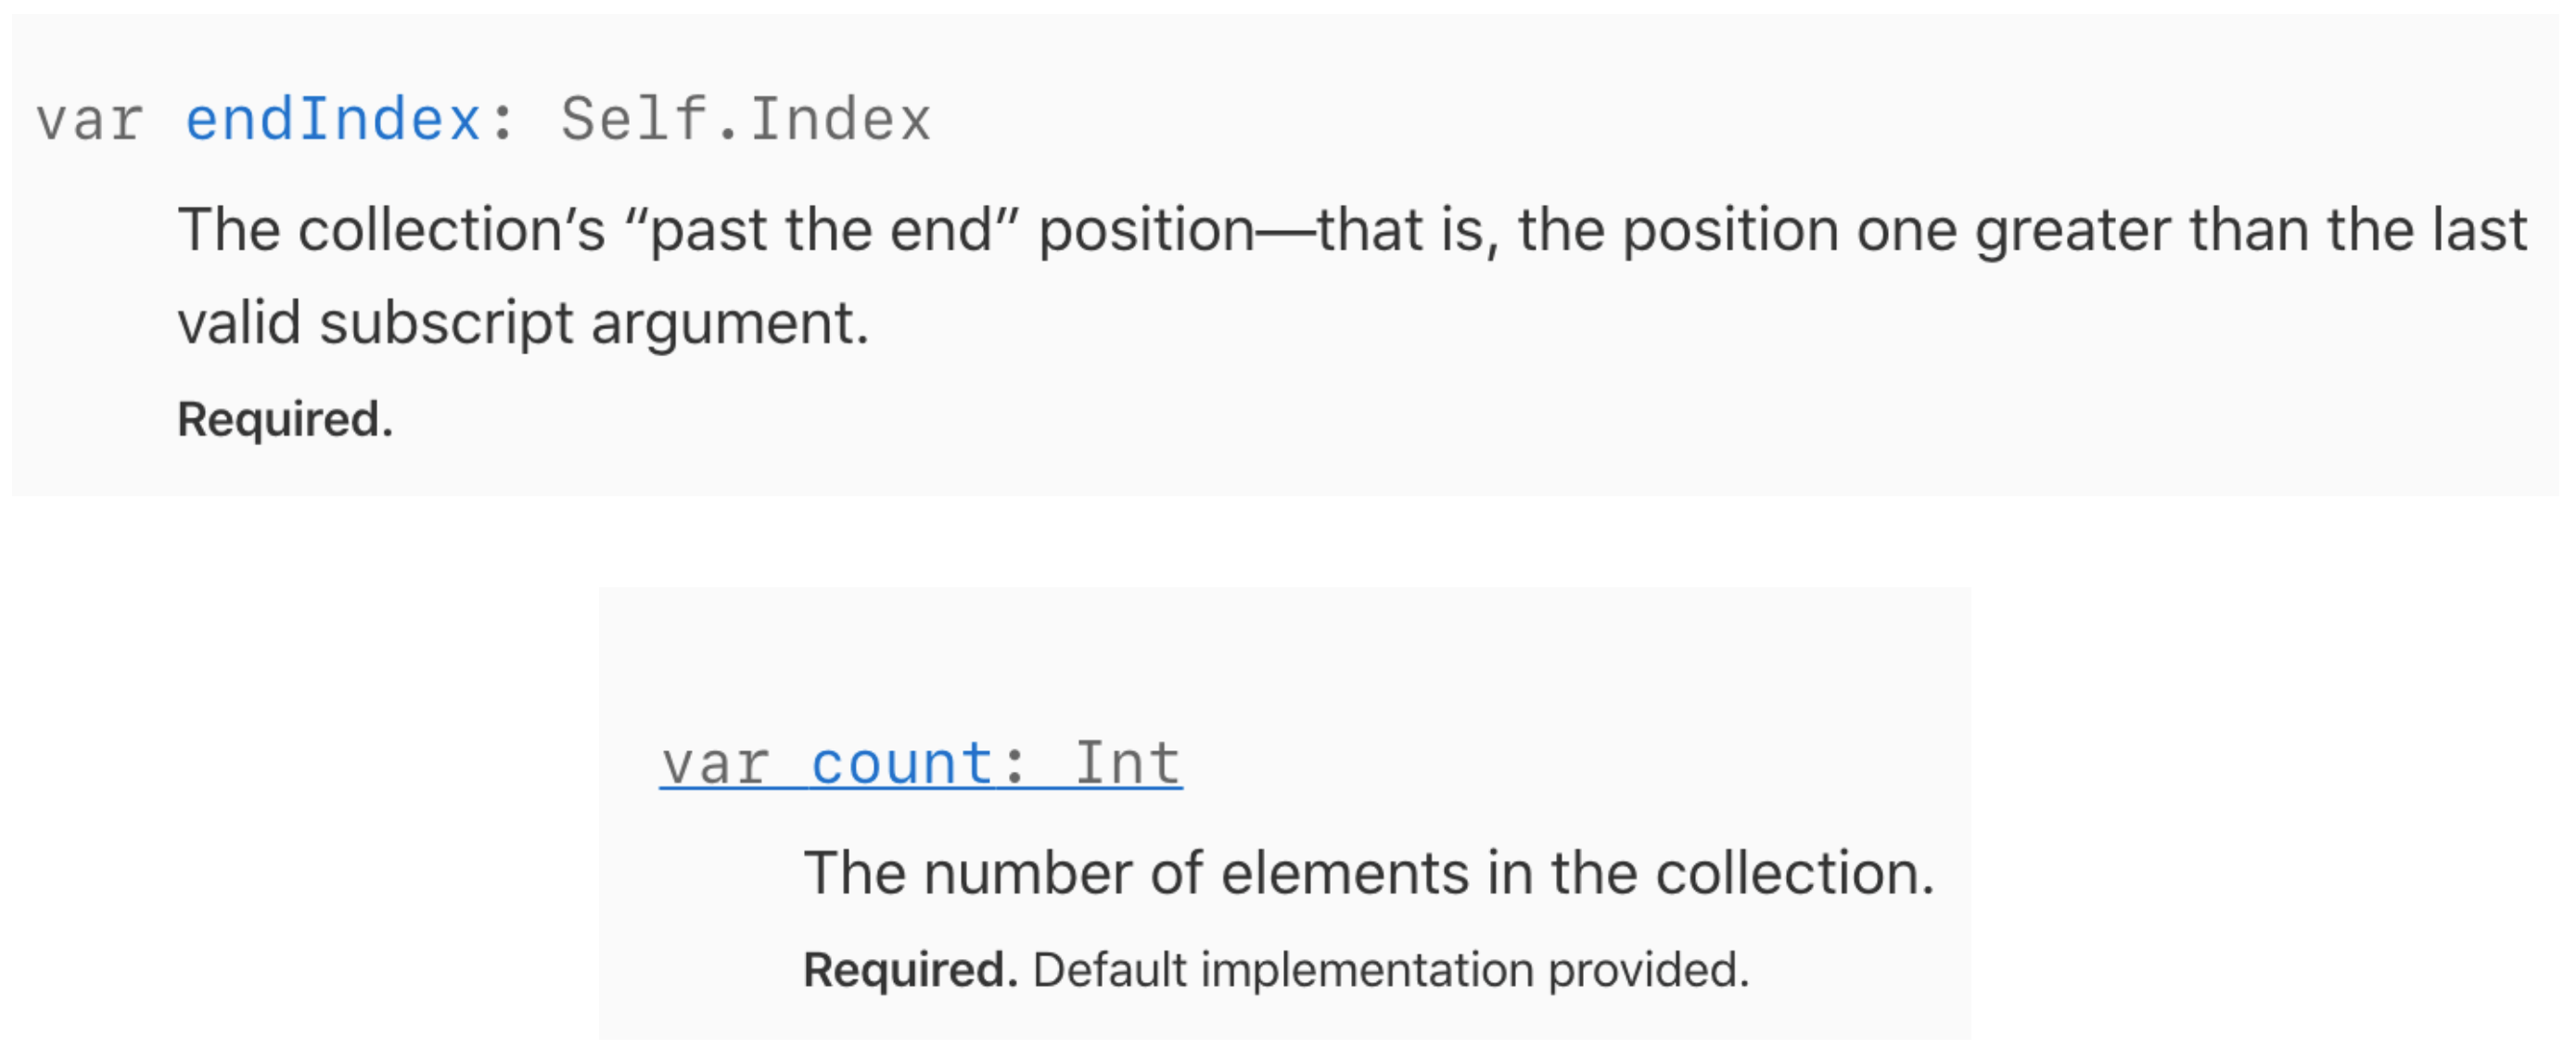 var endIndex: Self.Index
The collection’s “past the end” position—that is, the position one greater than the last
valid subscript argument.
Required.
var count: Int
The number of elements in the collection.
Required. Default implementation provided.